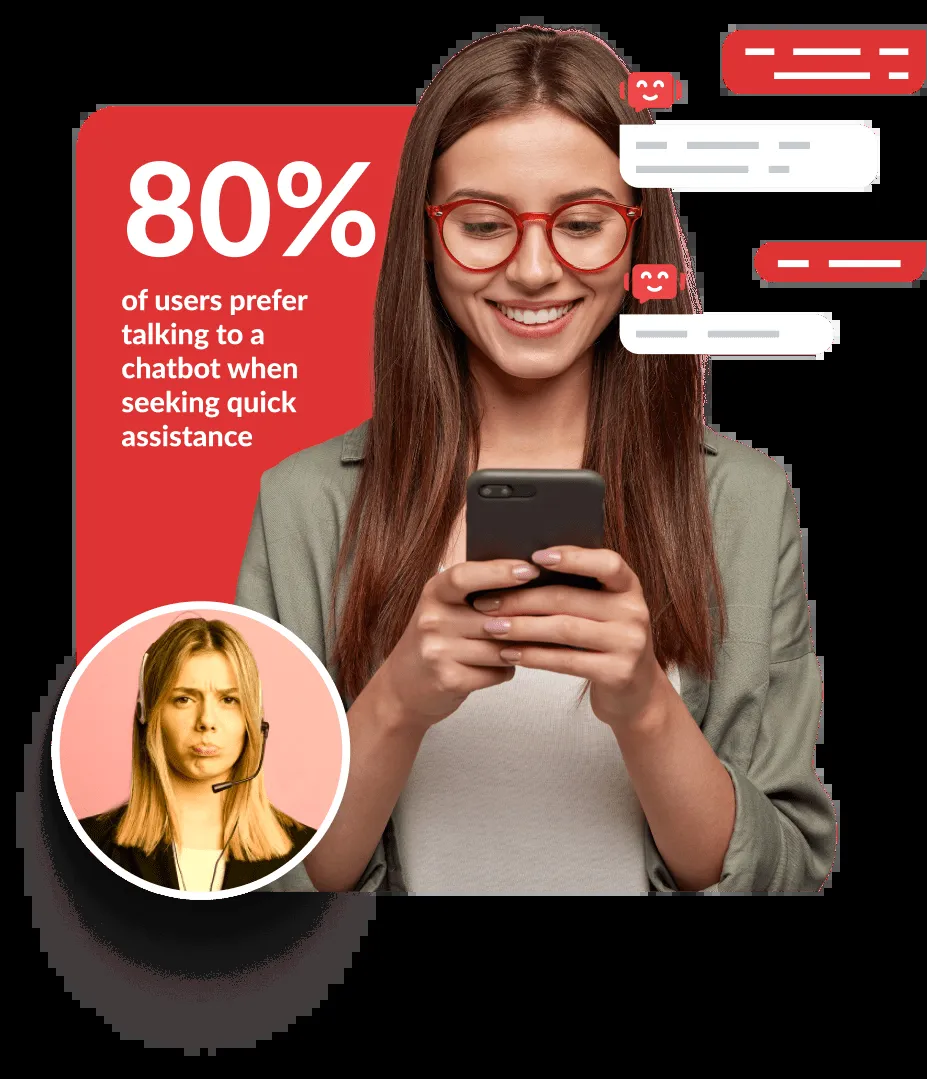 80%
of users prefer
talking to a
chatbot when
seeking quick
assistance